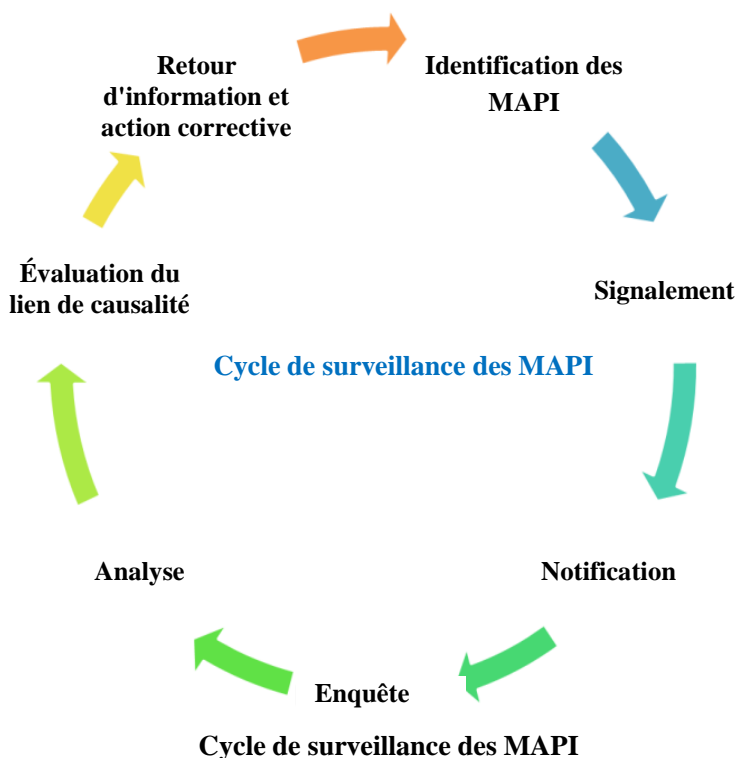 Retour
d'information et
action corrective
Identification des
MAPI
Évaluation du
lien de causalité
Signalement
Cycle de surveillance des MAPI
Analyse
Notification
Enquête
Cycle de surveillance des MAPI